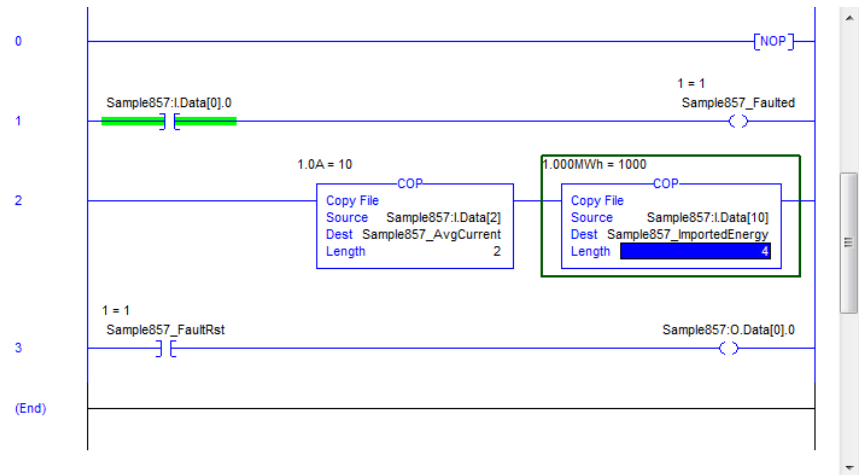 0
NOP
1 = 1
Sample857:I.Data[0].0
Sample857_Faulted
1
1.0A = 10
1.000MWh = 1000
COP
COP
2
Copy File
Copy File
Source Sample857:I.Data[2]
Source Sample857:I.Data[10]
Dest Sample857_AvgCurrent
Dest Sample857_ImportedEnergy
Length 2
Length 4
1 = 1
Sample857_FaultRst
Sample857:O.Data[0].0
3
(End)